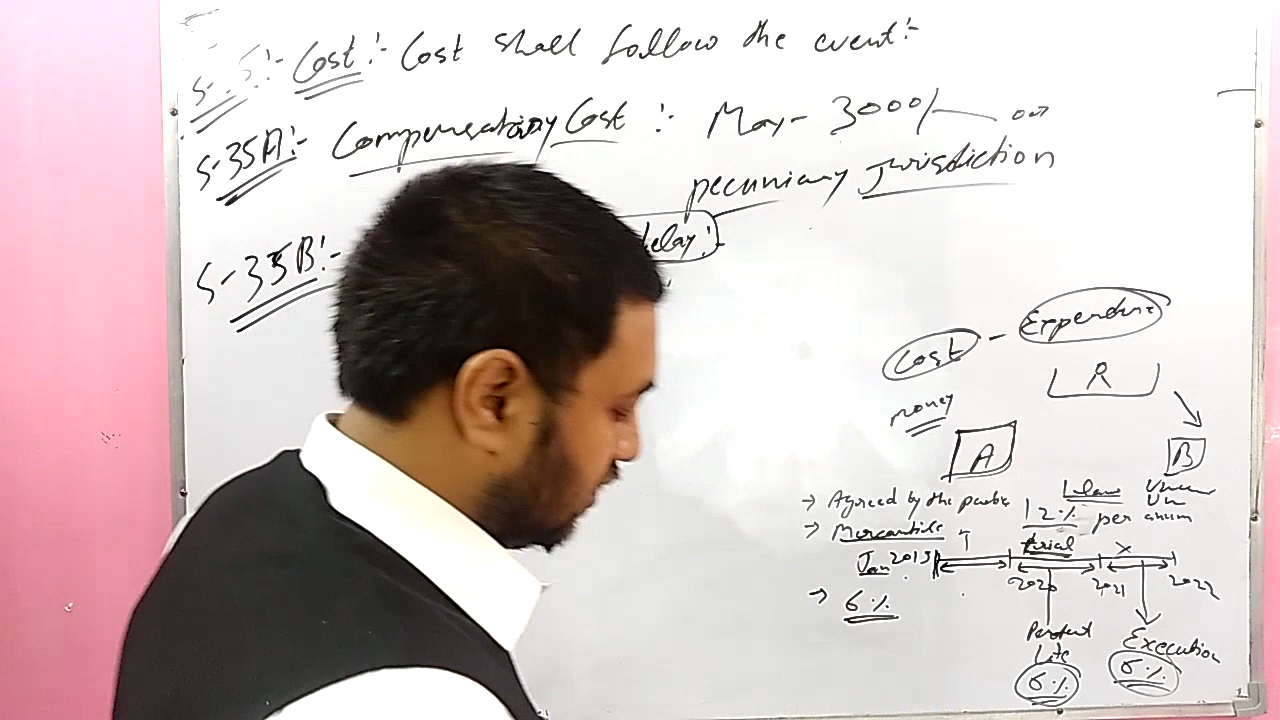 S-35:- Cost:- Cost shall follow the event:-
S-35A:- Compensatory Cost :- Max- 3000/-
pecuniary Jurisdiction
S-35B:- delay:-
Cost - Expenditure
R
money
A B
→ Agreed by the parties
12% per annum
→ Mercantile
T trial X
Jan 2013
2020 2021 2022
→ 6%
Pendent Lite Execution
6% 6%